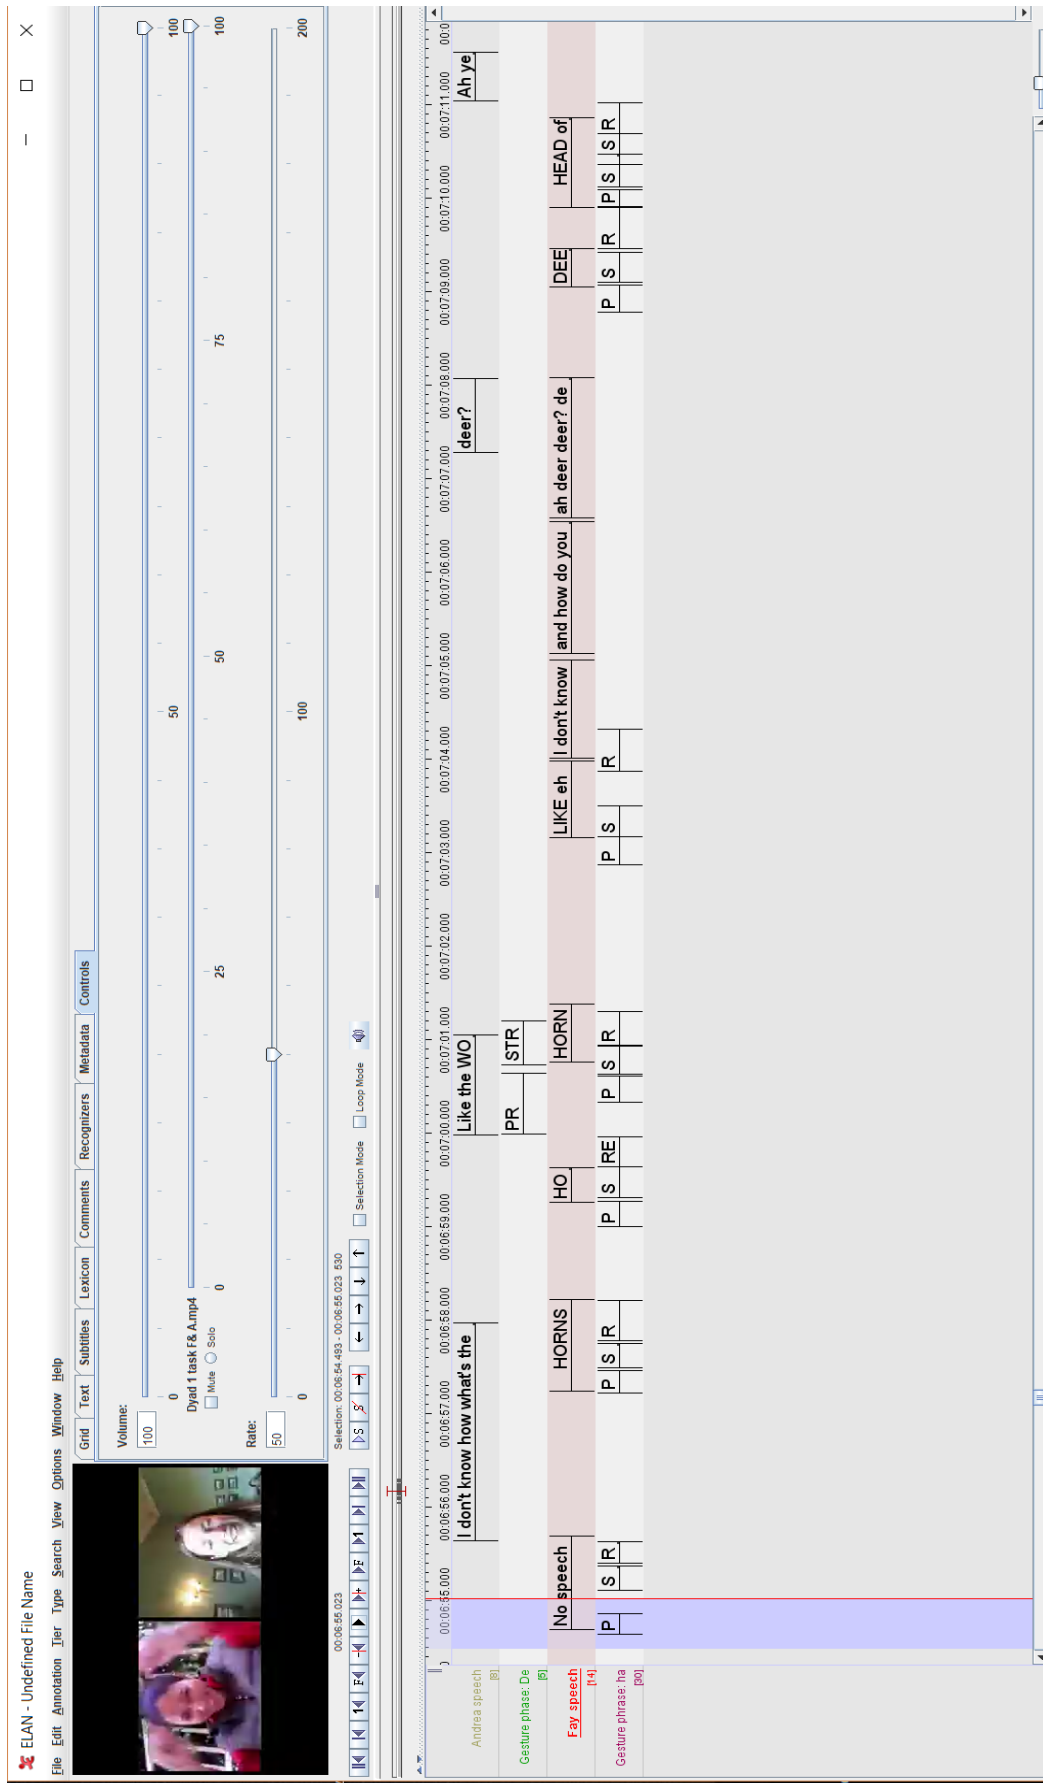 ELAN - Undefined File Name
File Edit Annotation Tier Type Search View Options Window Help
Grid Text Subtitles Lexicon Comments Recognizers Metadata Controls
Volume:
100
0 50 100
Dyad 1 task F& A.mp4
Mute Solo
0 25 50 75 100
Rate:
50
0 100 200
00:06:55.023
Selection: 00:06:54.493 - 00:06:55.023 530
Selection Mode Loop Mode
00:06:55.000 00:06:56.000 00:06:57.000 00:06:58.000 00:06:59.000 00:07:00.000 00:07:01.000 00:07:02.000 00:07:03.000 00:07:04.000 00:07:05.000 00:07:06.000 00:07:07.000 00:07:08.000 00:07:09.000 00:07:10.000 00:07:11.000 00:0
Andrea speech
[8]
I don't know how what's the Like the WO deer? Ah ye
Gesture phase: De
[5]
PR STR
Fay speech
[14]
No speech HORNS HO HORN LIKE eh I don't know and how do you ah deer deer? de DEE HEAD of
Gesture phrase: ha
[30]
P S R P S R P S RE P S R P S R P S R P S S R